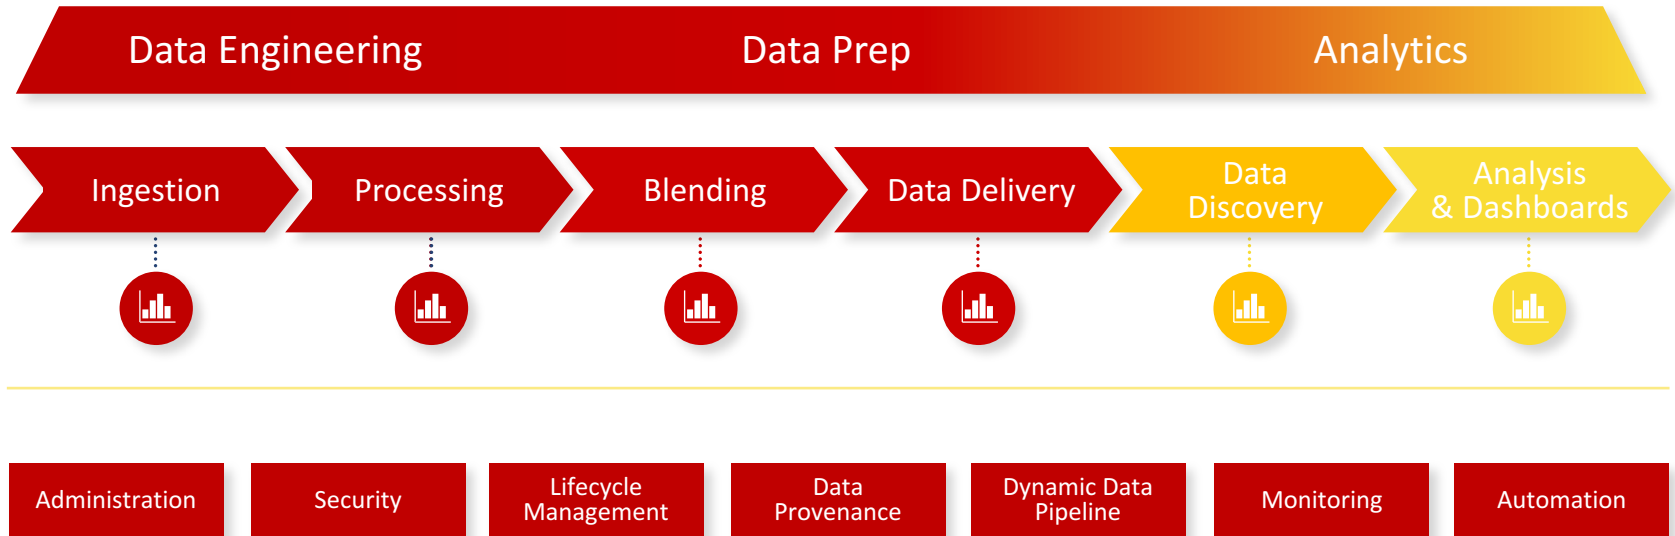 Data Engineering
Data Prep
Analytics
Ingestion
Processing
Blending
Data Delivery
Data
Discovery
Analysis
& Dashboards
Administration
Security
Lifecycle
Management
Data
Provenance
Dynamic Data
Pipeline
Monitoring
Automation